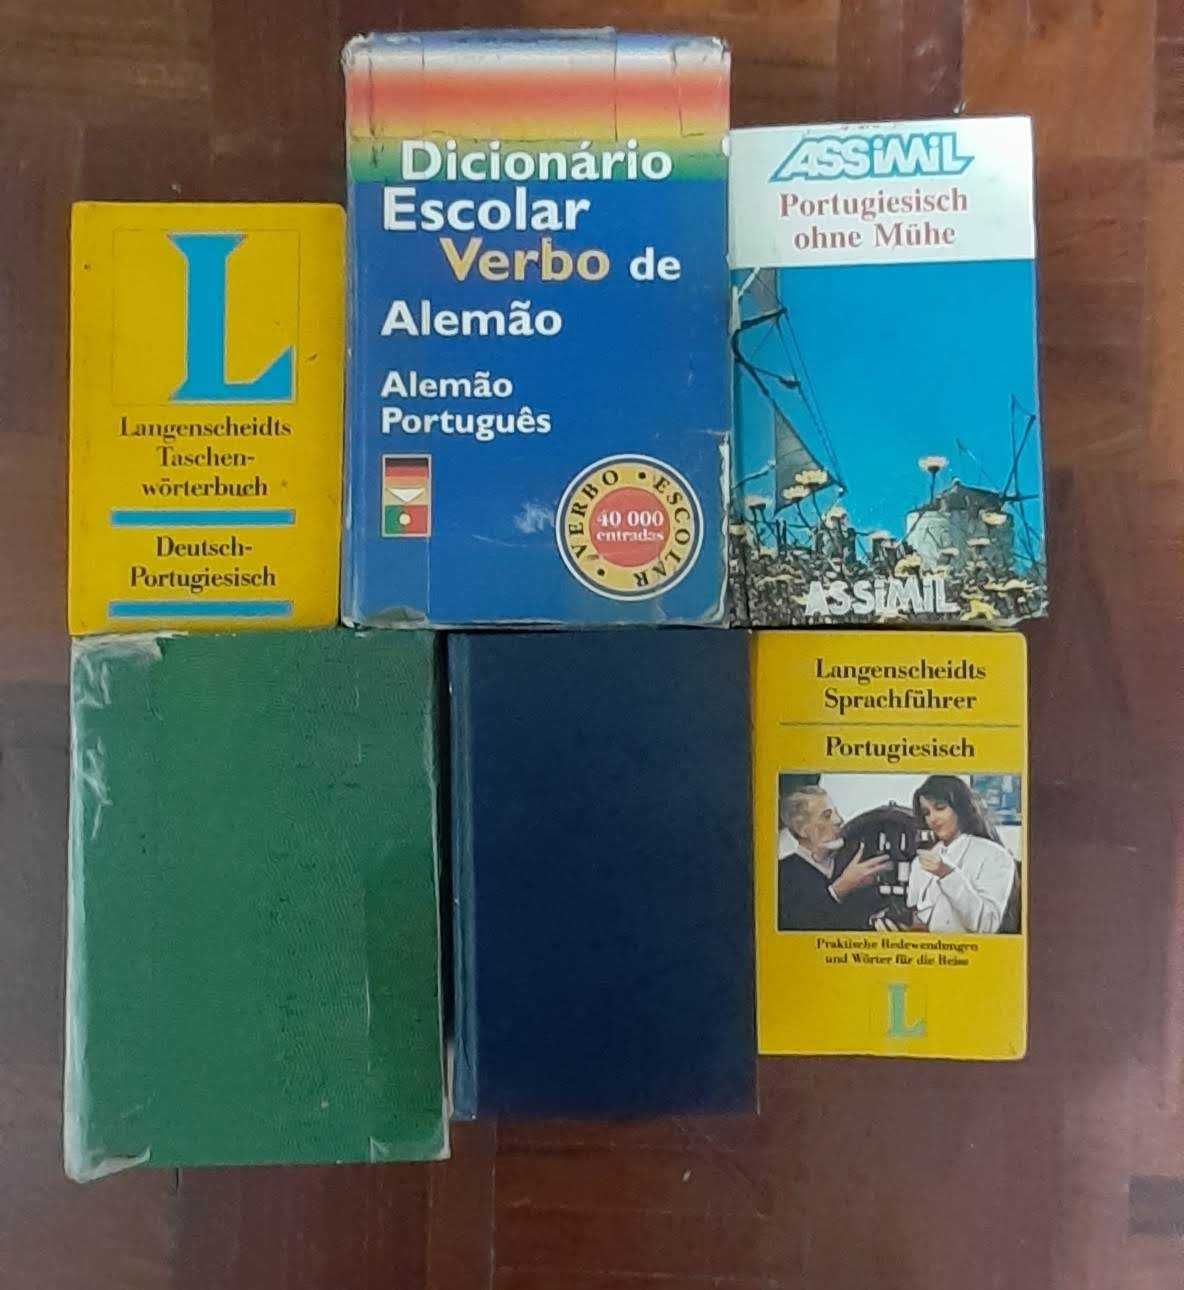 L
Langenscheidts
Taschen-
wörterbuch
Deutsch-
Portugiesisch
Dicionário
Escolar
Verbo de
Alemão
Alemão
Português
VERBO • ESCOLAR •
40 000
entradas
ASSiMiL
Portugiesisch
ohne Mühe
ASSiMiL
Langenscheidts
Sprachführer
Portugiesisch
Praktische Redewendungen
und Wörter für die Reise
L